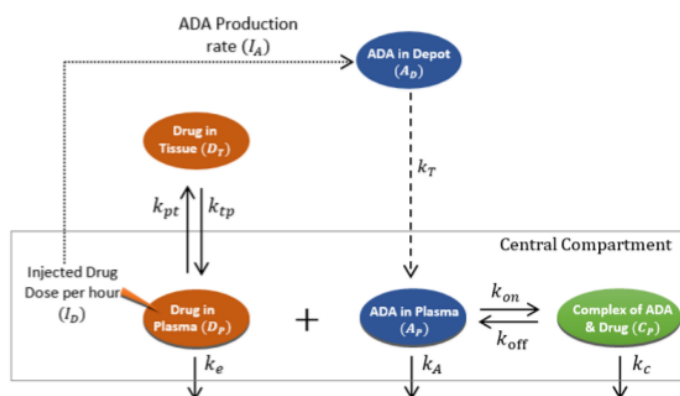 ADA Production
rate (I_A)
ADA in Depot
(A_D)
Drug in
Tissue (D_T)
k_T
k_pt
k_tp
Central Compartment
Injected Drug
Dose per hour
(I_D)
Drug in
Plasma (D_P)
+
ADA in Plasma
(A_P)
k_on
k_off
Complex of ADA
& Drug (C_P)
k_e
k_A
k_c